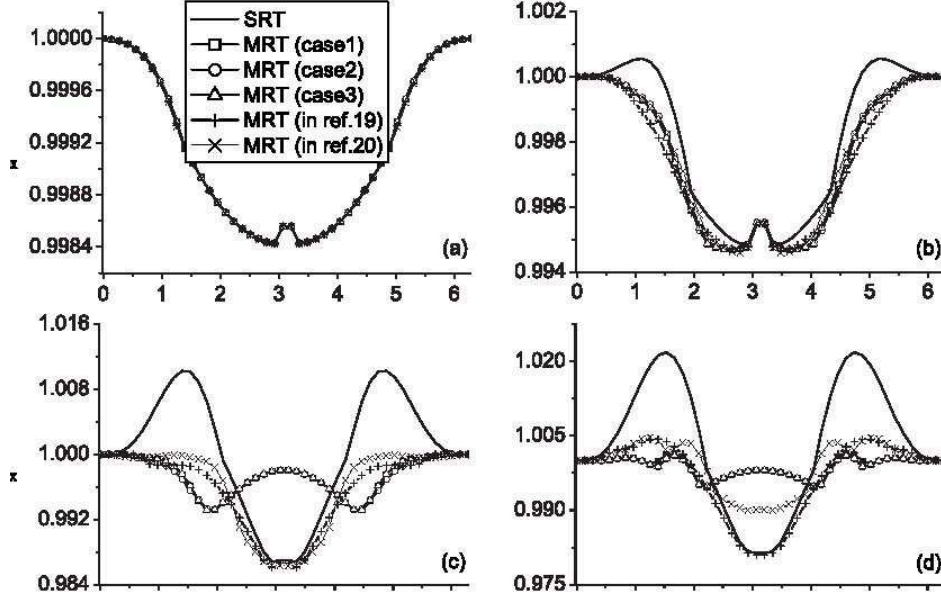 1.0000
0.9996
0.9992
0.9988
0.9984
SRT
MRT (case1)
MRT (case2)
MRT (case3)
MRT (in ref.19)
MRT (in ref.20)
(a)
0 1 2 3 4 5 6
1.002
1.000
0.998
0.996
0.994
(b)
0 1 2 3 4 5 6
1.016
1.008
1.000
0.992
0.984
(c)
1.020
1.005
0.990
0.975
(d)